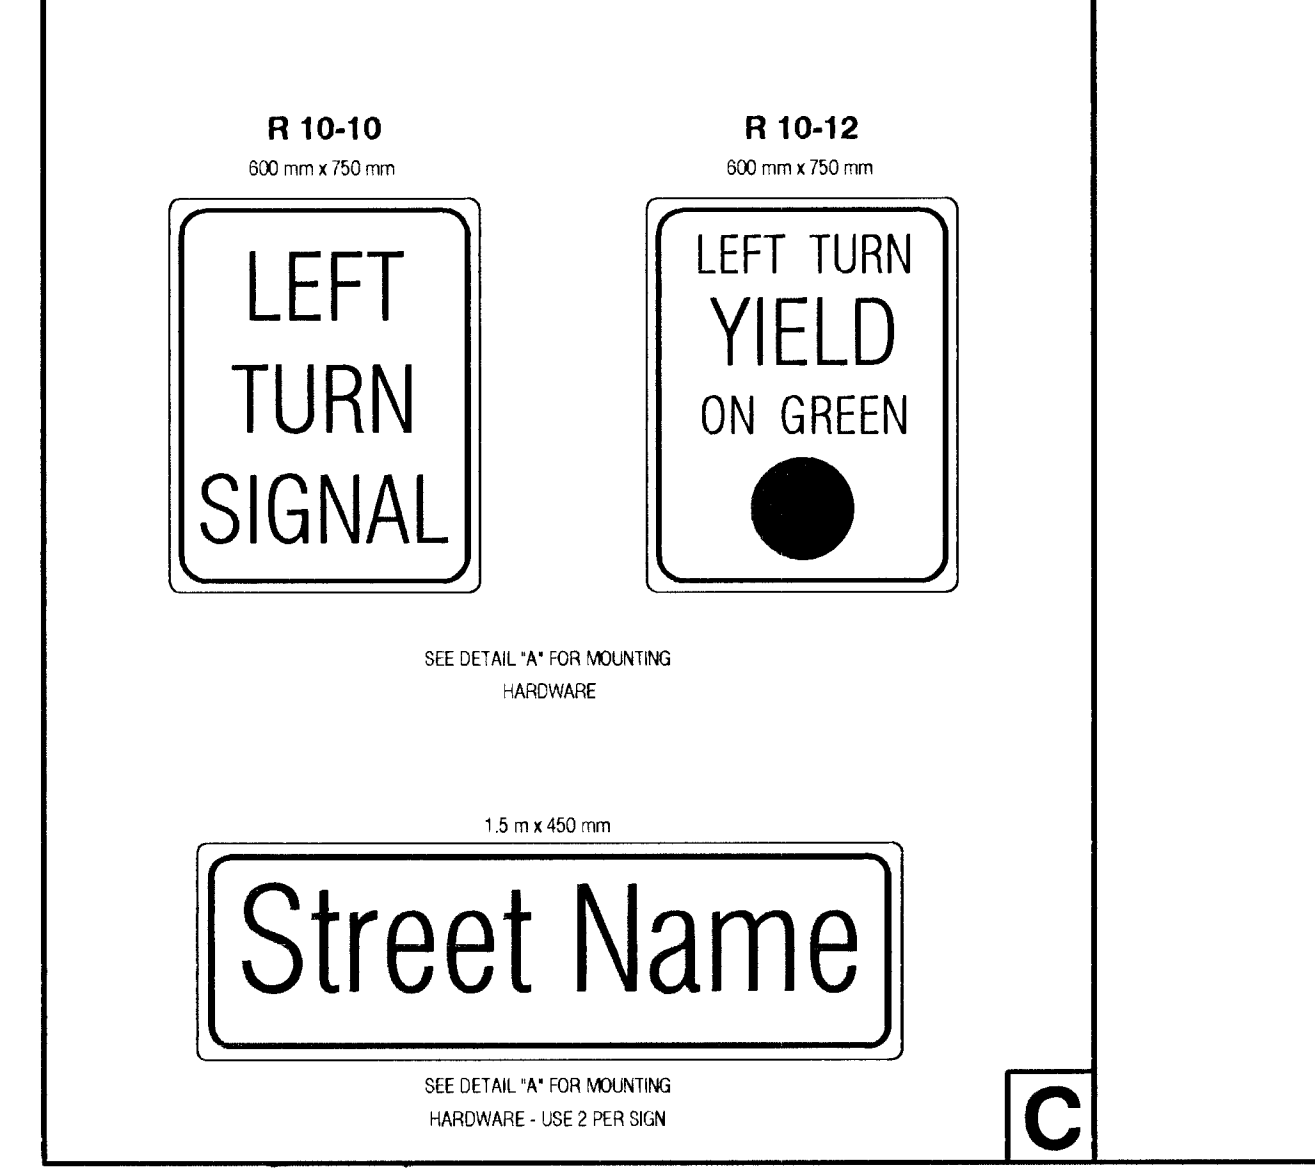 R 10-10
600 mm x 750 mm
LEFT
TURN
SIGNAL
R 10-12
600 mm x 750 mm
LEFT TURN
YIELD
ON GREEN
SEE DETAIL "A" FOR MOUNTING
HARDWARE
1.5 m x 450 mm
Street Name
SEE DETAIL "A" FOR MOUNTING
HARDWARE - USE 2 PER SIGN
C